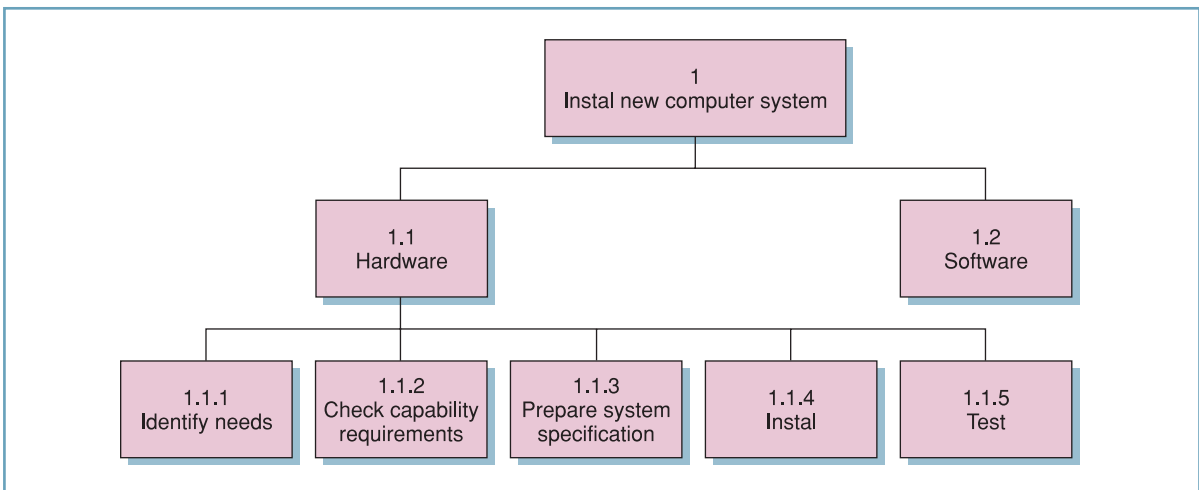 1
Instal new computer system
1.1
Hardware
1.2
Software
1.1.1
Identify needs
1.1.2
Check capability
requirements
1.1.3
Prepare system
specification
1.1.4
Instal
1.1.5
Test